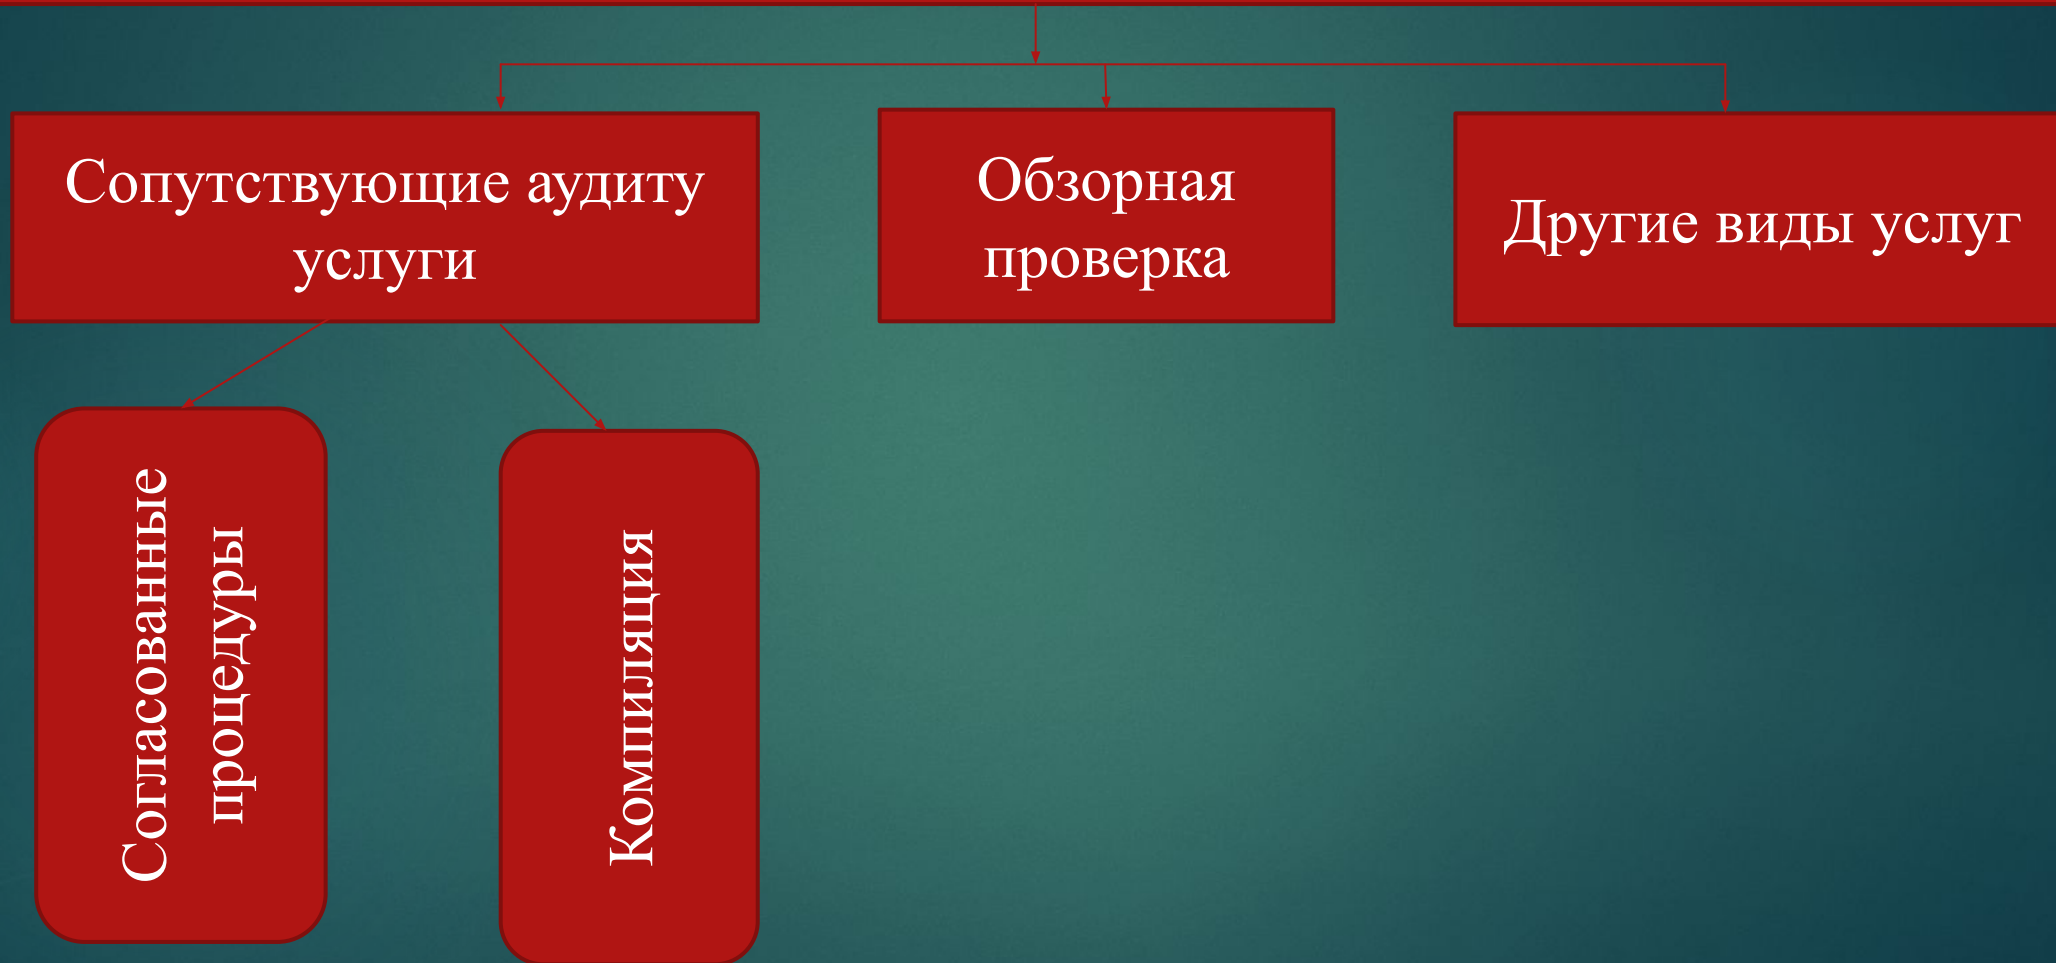 Сопутствующие аудиту
услуги
Обзорная
проверка
Другие виды услуг
Согласованные
процедуры
Компиляция